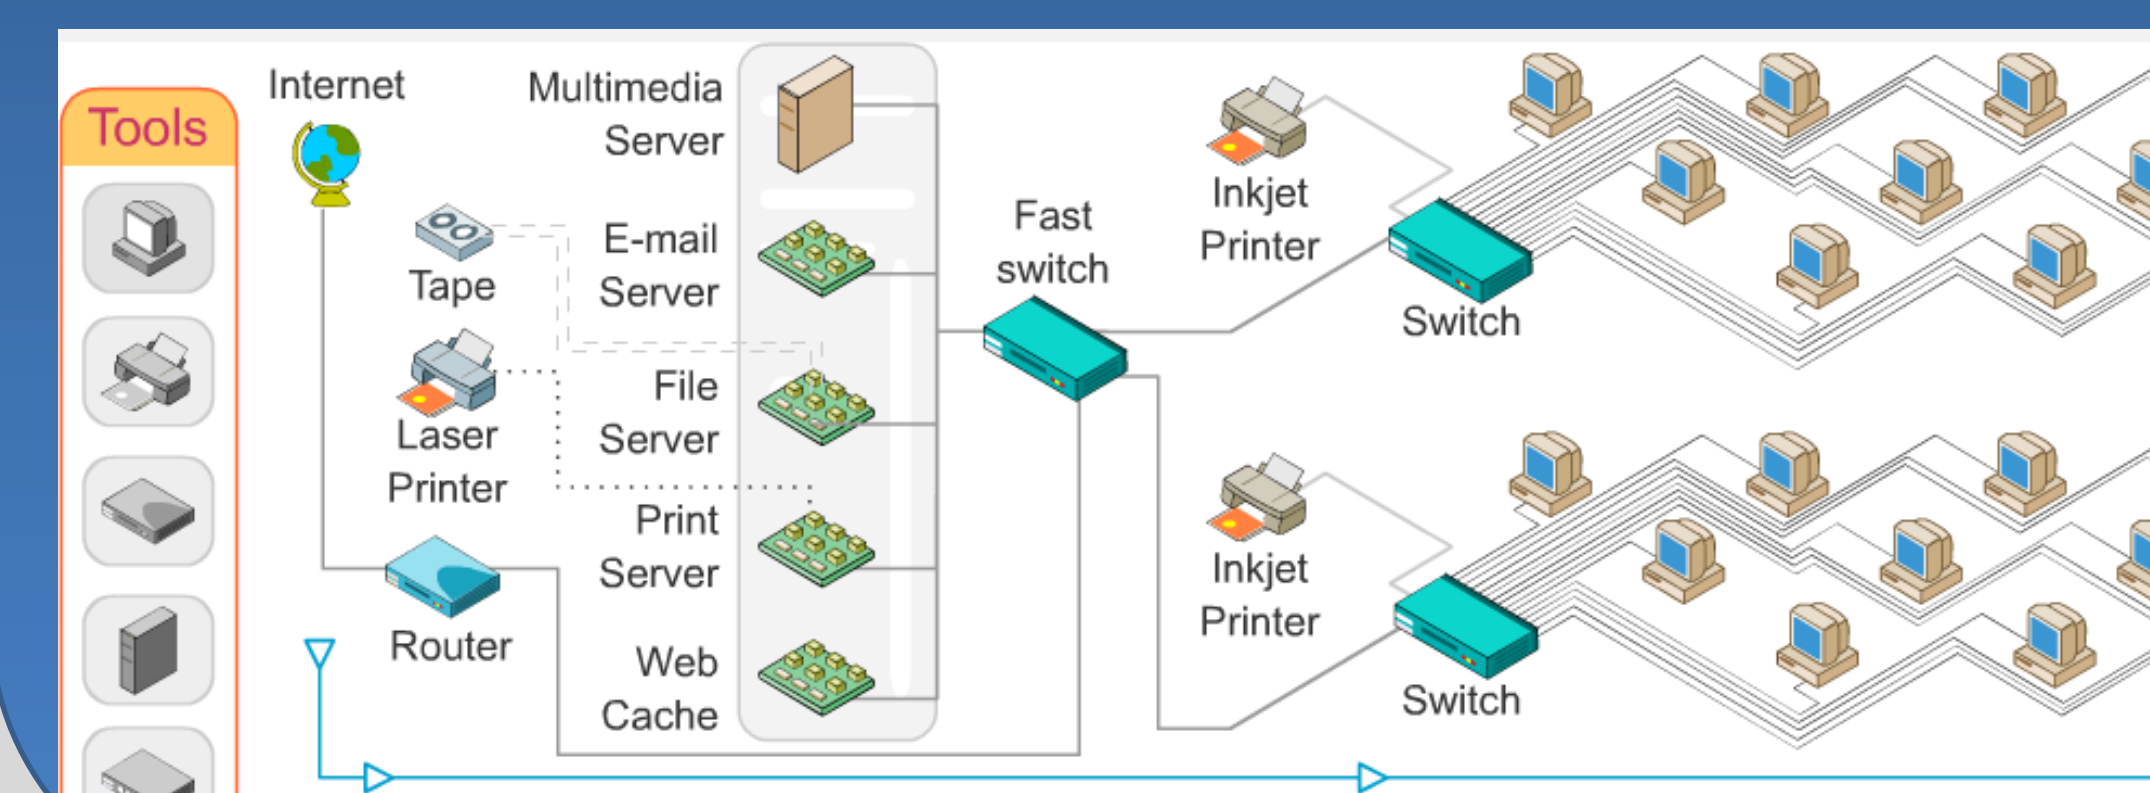 Tools
Internet
Multimedia
Server
Tape
E-mail
Server
Laser
Printer
File
Server
Print
Server
Router
Web
Cache
Fast
switch
Inkjet
Printer
Switch
Inkjet
Printer
Switch